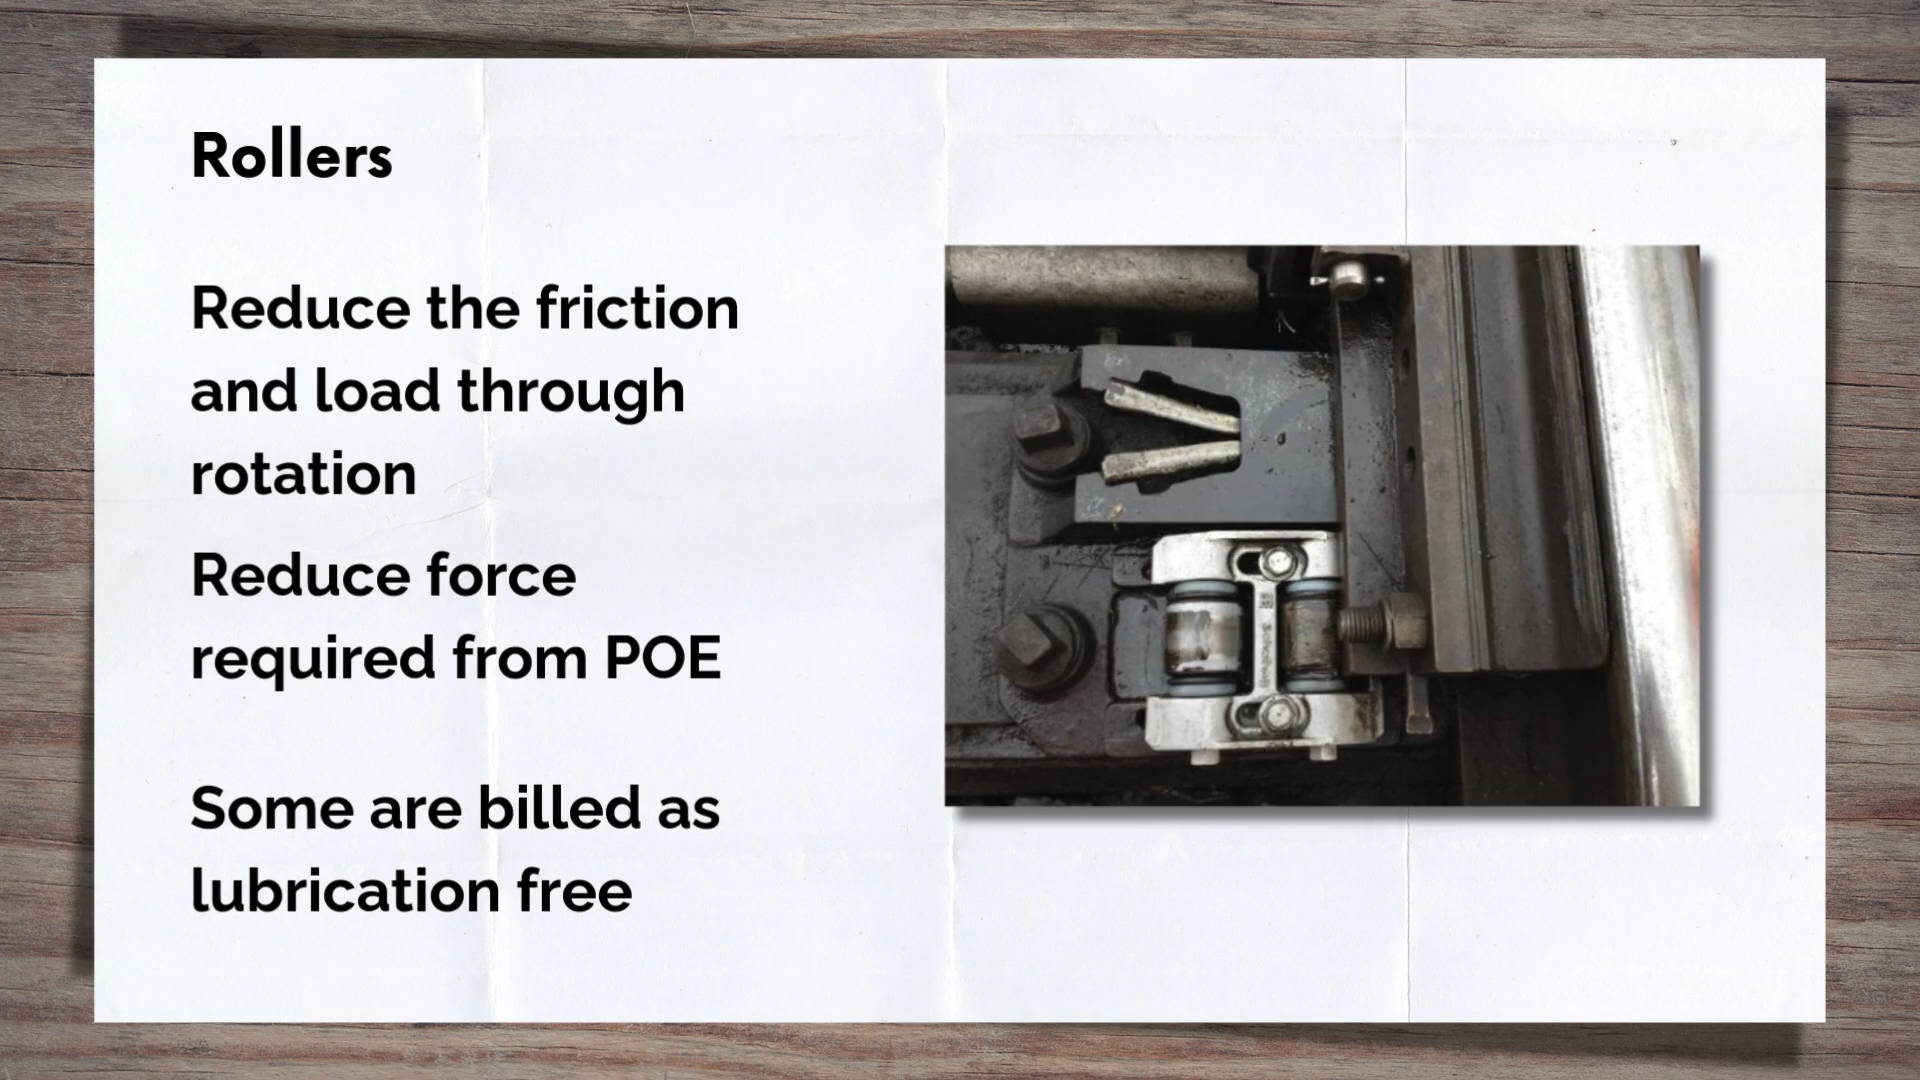 Rollers
Reduce the friction
and load through
rotation
Reduce force
required from POE
Some are billed as
lubrication free